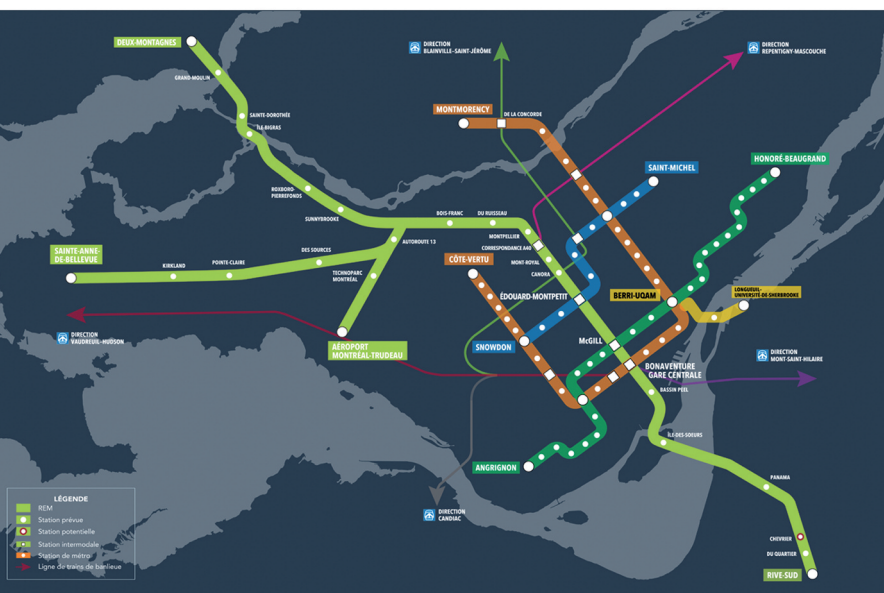 DEUX-MONTAGNES
GRAND-MOULIN
SAINTE-DOROTHÉE
ÎLE-BIGRAS
ROXBORO-
PIERREFONDS
SUNNYBROOKE
BOIS-FRANC
DU RUISSEAU
MONTPELLIER
CORRESPONDANCE A40
MONT-ROYAL
CANORA
ÉDOUARD-MONTPETIT
McGILL
BONAVENTURE
GARE CENTRALE
BASSIN PEEL
ÎLE-DES-SOEURS
PANAMA
CHEVRIER
DU QUARTIER
RIVE-SUD
AUTOROUTE 13
TECHNOPARC
MONTRÉAL
AÉROPORT
MONTRÉAL-TRUDEAU
DES SOURCES
POINTE-CLAIRE
KIRKLAND
SAINTE-ANNE-
DE-BELLEVUE
DIRECTION
BLAINVILLE-SAINT-JÉRÔME
DIRECTION
REPENTIGNY-MASCOUCHE
MONTMORENCY
DE LA CONCORDE
SAINT-MICHEL
HONORÉ-BEAUGRAND
CÔTE-VERTU
BERRI-UQAM
LONGUEUIL-
UNIVERSITÉ-DE-SHERBROOKE
SNOWDON
ANGRIGNON
DIRECTION
VAUDREUIL-HUDSON
DIRECTION
MONT-SAINT-HILAIRE
DIRECTION
CANDIAC
LÉGENDE
REM
Station prévue
Station potentielle
Station intermodale
Station de métro
Ligne de trains de banlieue